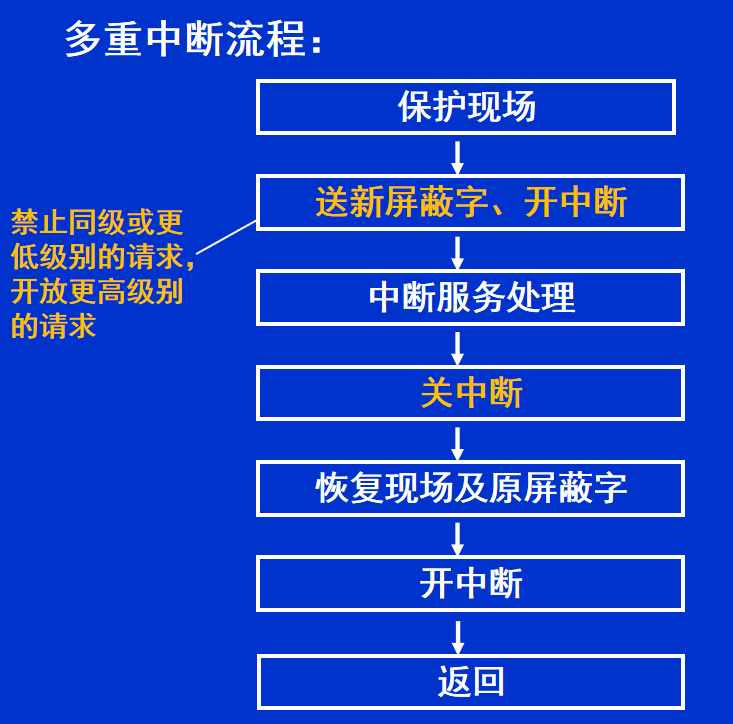 多重中断流程：
保护现场
送新屏蔽字、开中断
禁止同级或更
低级别的请求，
开放更高级别
的请求
中断服务处理
关中断
恢复现场及原屏蔽字
开中断
返回